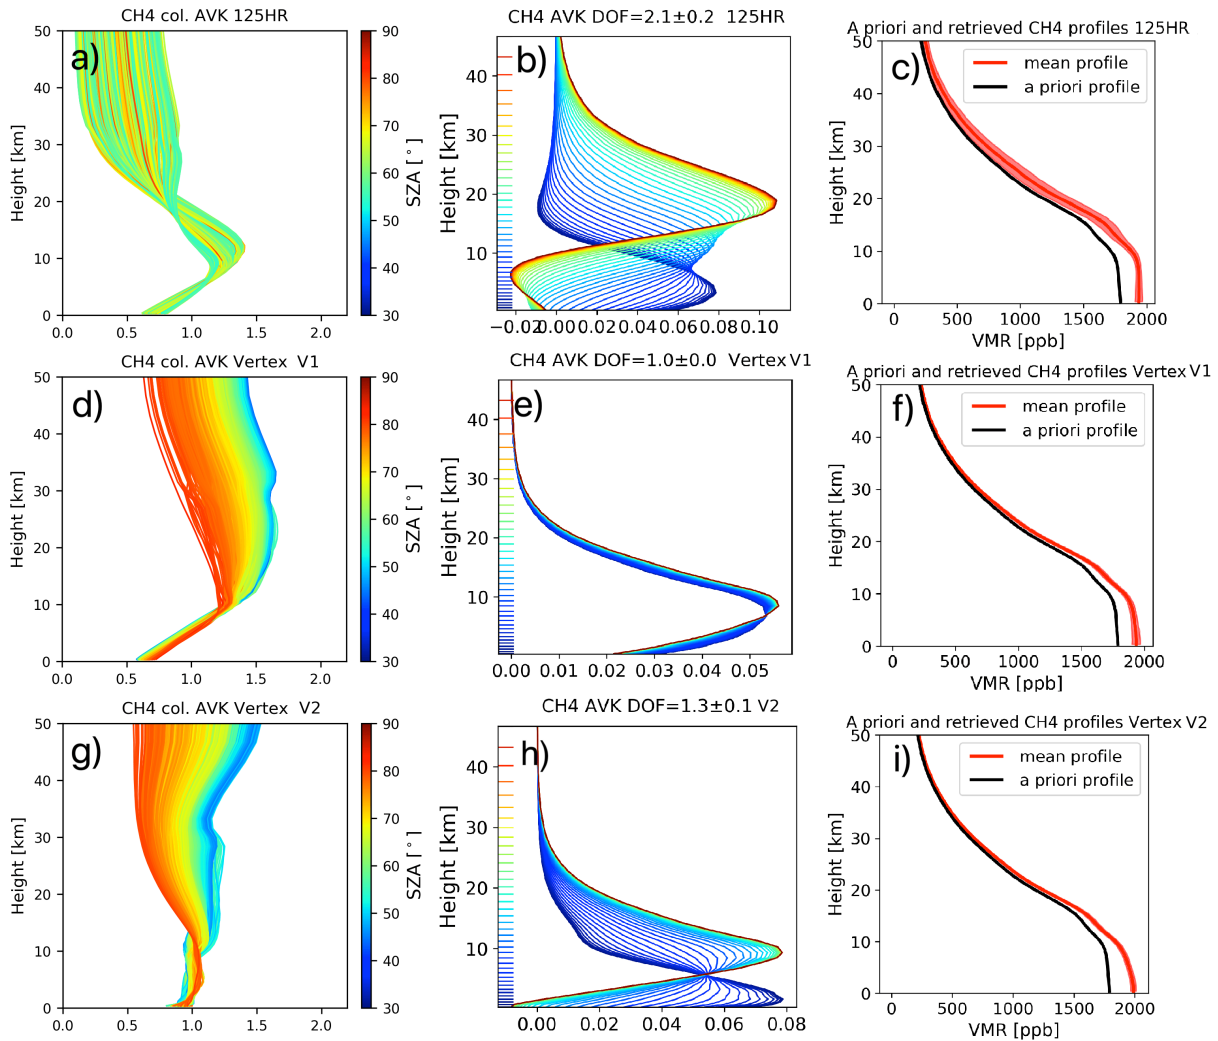 CH4 col. AVK 125HR
a)
50
40
30
20
10
0
Height [km]
0.0 0.5 1.0 1.5 2.0
90
80
70
60
50
40
30
SZA [°]
CH4 AVK DOF=2.1±0.2 125HR
b)
40
30
20
10
Height [km]
−0.02 0.00 0.02 0.04 0.06 0.08 0.10
A priori and retrieved CH4 profiles 125HR
c)
mean profile
a priori profile
50
40
30
20
10
0
Height [km]
0 500 1000 1500 2000
VMR [ppb]
CH4 col. AVK Vertex V1
d)
50
40
30
20
10
0
Height [km]
0.0 0.5 1.0 1.5 2.0
90
80
70
60
50
40
30
SZA [°]
CH4 AVK DOF=1.0±0.0 Vertex V1
e)
40
30
20
10
Height [km]
0.00 0.01 0.02 0.03 0.04 0.05
A priori and retrieved CH4 profiles Vertex V1
f)
mean profile
a priori profile
50
40
30
20
10
0
Height [km]
0 500 1000 1500 2000
VMR [ppb]
CH4 col. AVK Vertex V2
g)
50
40
30
20
10
0
Height [km]
0.0 0.5 1.0 1.5 2.0
90
80
70
60
50
40
30
SZA [°]
CH4 AVK DOF=1.3±0.1 V2
h)
40
30
20
10
Height [km]
0.00 0.02 0.04 0.06 0.08
A priori and retrieved CH4 profiles Vertex V2
i)
mean profile
a priori profile
50
40
30
20
10
0
Height [km]
0 500 1000 1500 2000
VMR [ppb]